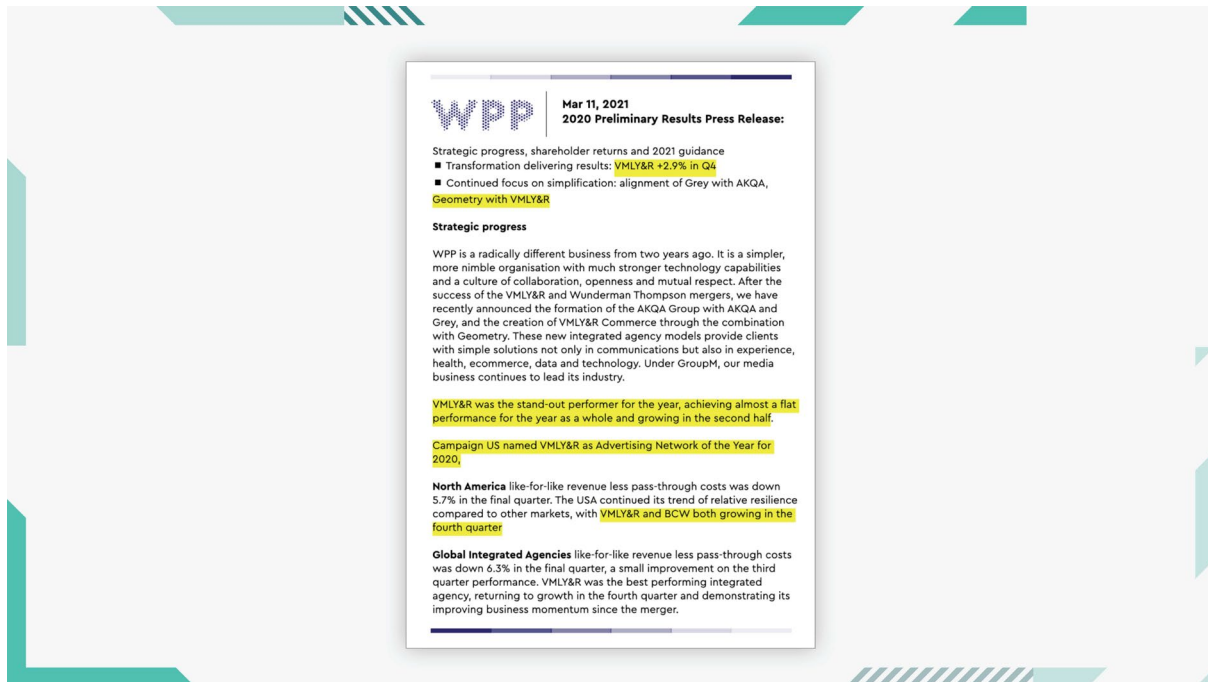 WPP
Mar 11, 2021
2020 Preliminary Results Press Release:
Strategic progress, shareholder returns and 2021 guidance
■ Transformation delivering results: VMLY&R +2.9% in Q4
■ Continued focus on simplification: alignment of Grey with AKQA,
Geometry with VMLY&R
Strategic progress
WPP is a radically different business from two years ago. It is a simpler,
more nimble organisation with much stronger technology capabilities
and a culture of collaboration, openness and mutual respect. After the
success of the VMLY&R and Wunderman Thompson mergers, we have
recently announced the formation of the AKQA Group with AKQA and
Grey, and the creation of VMLY&R Commerce through the combination
with Geometry. These new integrated agency models provide clients
with simple solutions not only in communications but also in experience,
health, ecommerce, data and technology. Under GroupM, our media
business continues to lead its industry.
VMLY&R was the stand-out performer for the year, achieving almost a flat
performance for the year as a whole and growing in the second half.
Campaign US named VMLY&R as Advertising Network of the Year for
2020,
North America like-for-like revenue less pass-through costs was down
5.7% in the final quarter. The USA continued its trend of relative resilience
compared to other markets, with VMLY&R and BCW both growing in the
fourth quarter
Global Integrated Agencies like-for-like revenue less pass-through costs
was down 6.3% in the final quarter, a small improvement on the third
quarter performance. VMLY&R was the best performing integrated
agency, returning to growth in the fourth quarter and demonstrating its
improving business momentum since the merger.